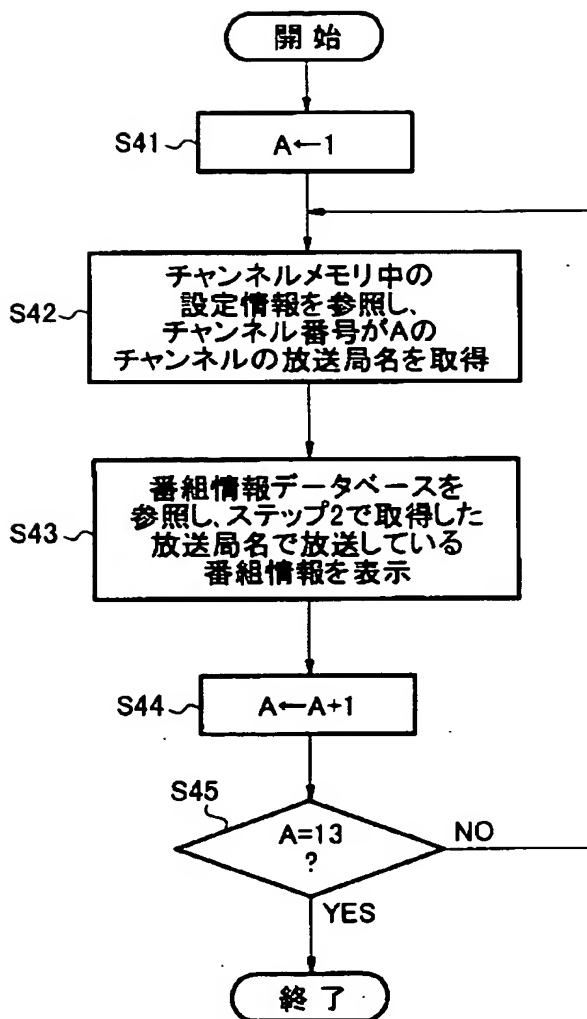 開始
S41
A←1
S42
チャンネルメモリ中の
設定情報を参照し、
チャンネル番号がAの
チャンネルの放送局名を取得
S43
番組情報データベースを
参照し、ステップ2で取得した
放送局名で放送している
番組情報を表示
S44
A←A+1
S45
A=13
?
NO
YES
終了